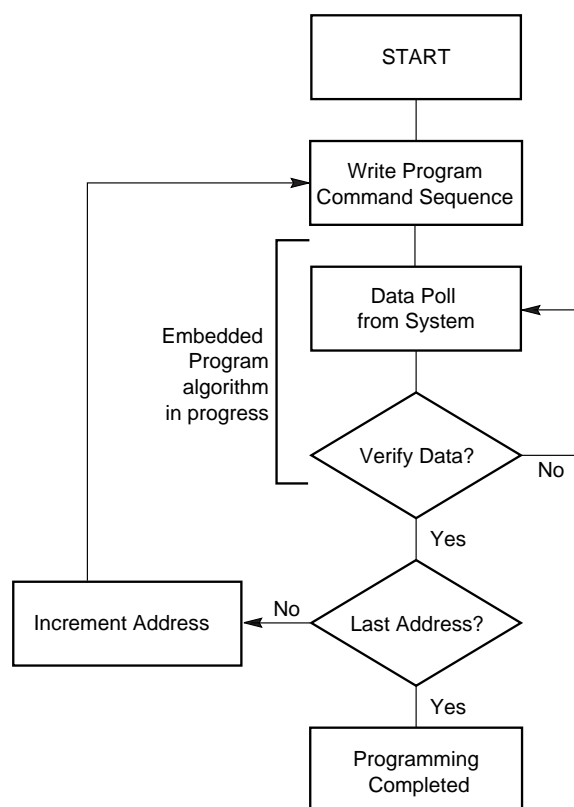 START
Write Program
Command Sequence
Data Poll
from System
Embedded
Program
algorithm
in progress
Verify Data?
No
Yes
Increment Address
No
Last Address?
Yes
Programming
Completed